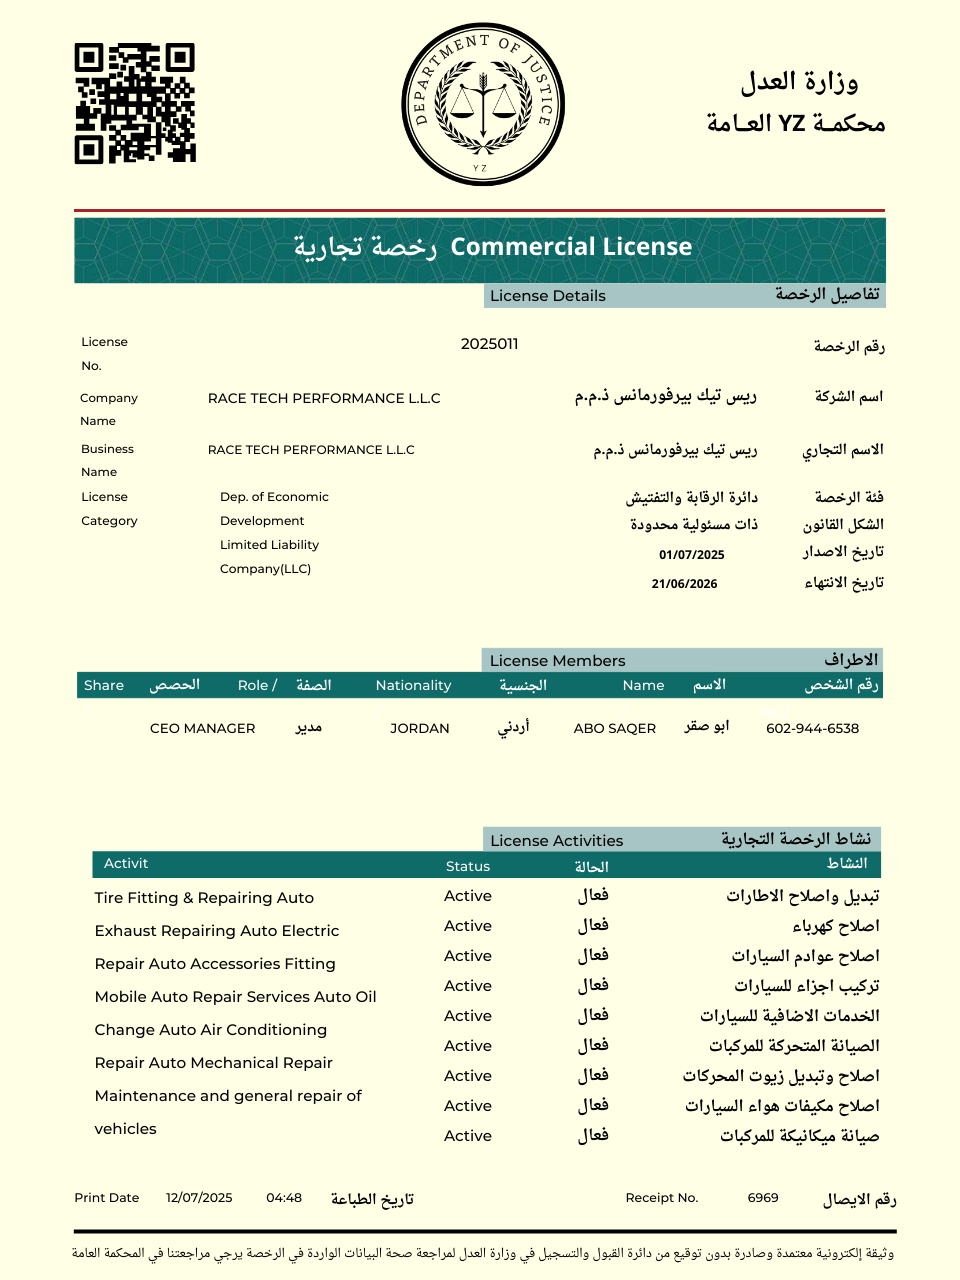 DEPARTMENT OF JUSTICE
YZ
وزارة العدل
محكمـة YZ العـامة
رخصة تجارية Commercial License
License Details تفاصيل الرخصة
License No. 2025011 رقم الرخصة
Company Name RACE TECH PERFORMANCE L.L.C ريس تيك بيرفورمانس ذ.م.م اسم الشركة
Business Name RACE TECH PERFORMANCE L.L.C ريس تيك بيرفورمانس ذ.م.م الاسم التجاري
License Dep. of Economic دائرة الرقابة والتفتيش فئة الرخصة
Category Development ذات مسئولية محدودة الشكل القانون
Limited Liability 01/07/2025 تاريخ الاصدار
Company(LLC) 21/06/2026 تاريخ الانتهاء
License Members الاطراف
Share الحصص Role / الصفة Nationality الجنسية Name الاسم رقم الشخص
CEO MANAGER مدير JORDAN أردني ABO SAQER ابو صقر 602-944-6538
License Activities نشاط الرخصة التجارية
Activit Status الحالة النشاط
Tire Fitting & Repairing Auto Active فعال تبديل واصلاح الاطارات
Exhaust Repairing Auto Electric Active فعال اصلاح كهرباء
Repair Auto Accessories Fitting Active فعال اصلاح عوادم السيارات
Mobile Auto Repair Services Auto Oil Active فعال تركيب اجزاء للسيارات
Change Auto Air Conditioning Active فعال الخدمات الاضافية للسيارات
Repair Auto Mechanical Repair Active فعال الصيانة المتحركة للمركبات
Maintenance and general repair of Active فعال اصلاح وتبديل زيوت المحركات
vehicles Active فعال اصلاح مكيفات هواء السيارات
Active فعال صيانة ميكانيكة للمركبات
Print Date 12/07/2025 04:48 تاريخ الطباعة Receipt No. 6969 رقم الايصال
وثيقة إلكترونية معتمدة وصادرة بدون توقيع من دائرة القبول والتسجيل في وزارة العدل لمراجعة صحة البيانات الواردة في الرخصة يرجي مراجعتنا في المحكمة العامة